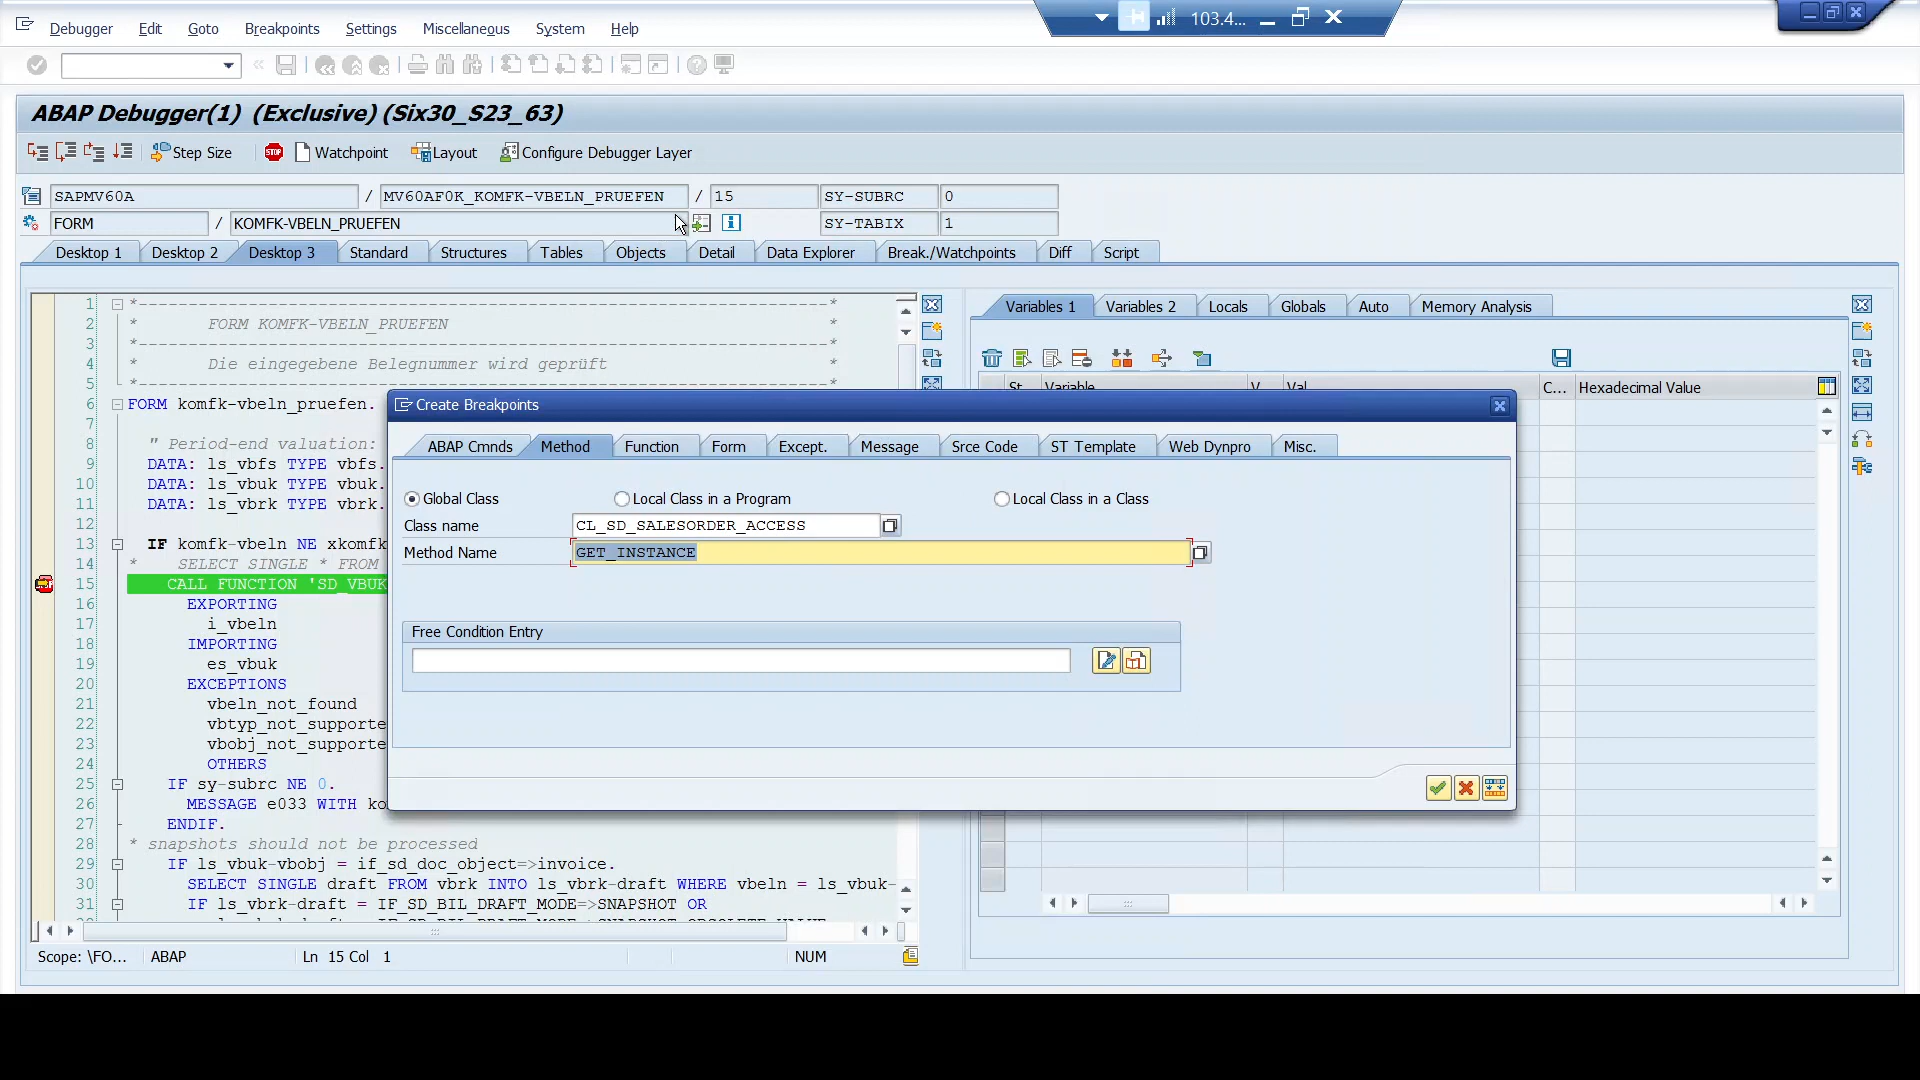 Debugger Edit Goto Breakpoints Settings Miscellaneous System Help
103.4...
ABAP Debugger(1) (Exclusive) (Six30_S23_63)
Step Size STOP Watchpoint Layout Configure Debugger Layer
SAPMV60A / MV60AF0K_KOMFK-VBELN_PRUEFEN / 15 SY-SUBRC 0
FORM / KOMFK-VBELN_PRUEFEN SY-TABIX 1
Desktop 1 Desktop 2 Desktop 3 Standard Structures Tables Objects Detail Data Explorer Break./Watchpoints Diff Script
1 *----------------------------------------------------------------------*
2 * FORM KOMFK-VBELN_PRUEFEN *
3 *----------------------------------------------------------------------*
4 * Die eingegebene Belegnummer wird geprüft *
5 *----------------------------------------------------------------------*
6 FORM komfk-vbeln_pruefen.
7
8 " Period-end valuation:
9 DATA: ls_vbfs TYPE vbfs.
10 DATA: ls_vbuk TYPE vbuk.
11 DATA: ls_vbrk TYPE vbrk.
12
13 IF komfk-vbeln NE xkomfk
14 * SELECT SINGLE * FROM
15 CALL FUNCTION 'SD_VBUK
16 EXPORTING
17 i_vbeln
18 IMPORTING
19 es_vbuk
20 EXCEPTIONS
21 vbeln_not_found
22 vbtyp_not_supporte
23 vbobj_not_supporte
24 OTHERS
25 IF sy-subrc NE 0.
26 MESSAGE e033 WITH ko
27 ENDIF.
28 * snapshots should not be processed
29 IF ls_vbuk-vbobj = if_sd_doc_object=>invoice.
30 SELECT SINGLE draft FROM vbrk INTO ls_vbrk-draft WHERE vbeln = ls_vbuk-
31 IF ls_vbrk-draft = IF_SD_BIL_DRAFT_MODE=>SNAPSHOT OR
Scope: \FO... ABAP Ln 15 Col 1 NUM
Variables 1 Variables 2 Locals Globals Auto Memory Analysis
St.. Variable V.. Val. C... Hexadecimal Value
Create Breakpoints
ABAP Cmnds Method Function Form Except. Message Srce Code ST Template Web Dynpro Misc.
Global Class Local Class in a Program Local Class in a Class
Class name CL_SD_SALESORDER_ACCESS
Method Name GET_INSTANCE
Free Condition Entry